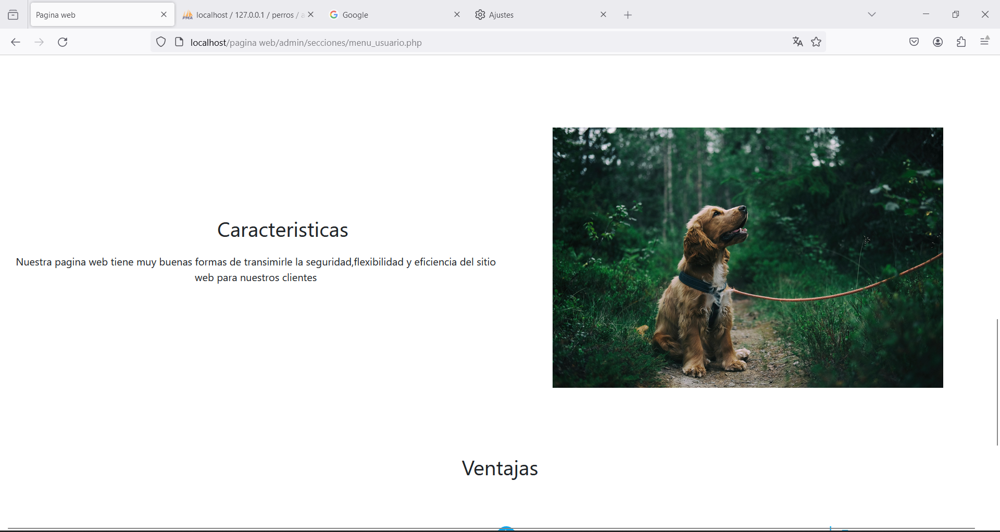 Pagina web
localhost / 127.0.0.1 / perros / a
Google
Ajustes
localhost/pagina web/admin/secciones/menu_usuario.php
Caracteristicas
Nuestra pagina web tiene muy buenas formas de transimirle la seguridad,flexibilidad y eficiencia del sitio
web para nuestros clientes
Ventajas